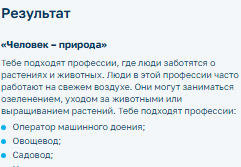 Результат
«Человек – природа»
Тебе подходят профессии, где люди заботятся о
растениях и животных. Люди в этой профессии часто
работают на свежем воздухе. Они могут заниматься
озеленением, уходом за животными или
выращиванием растений. Тебе подходят профессии:
Оператор машинного доения;
Овощевод;
Садовод;